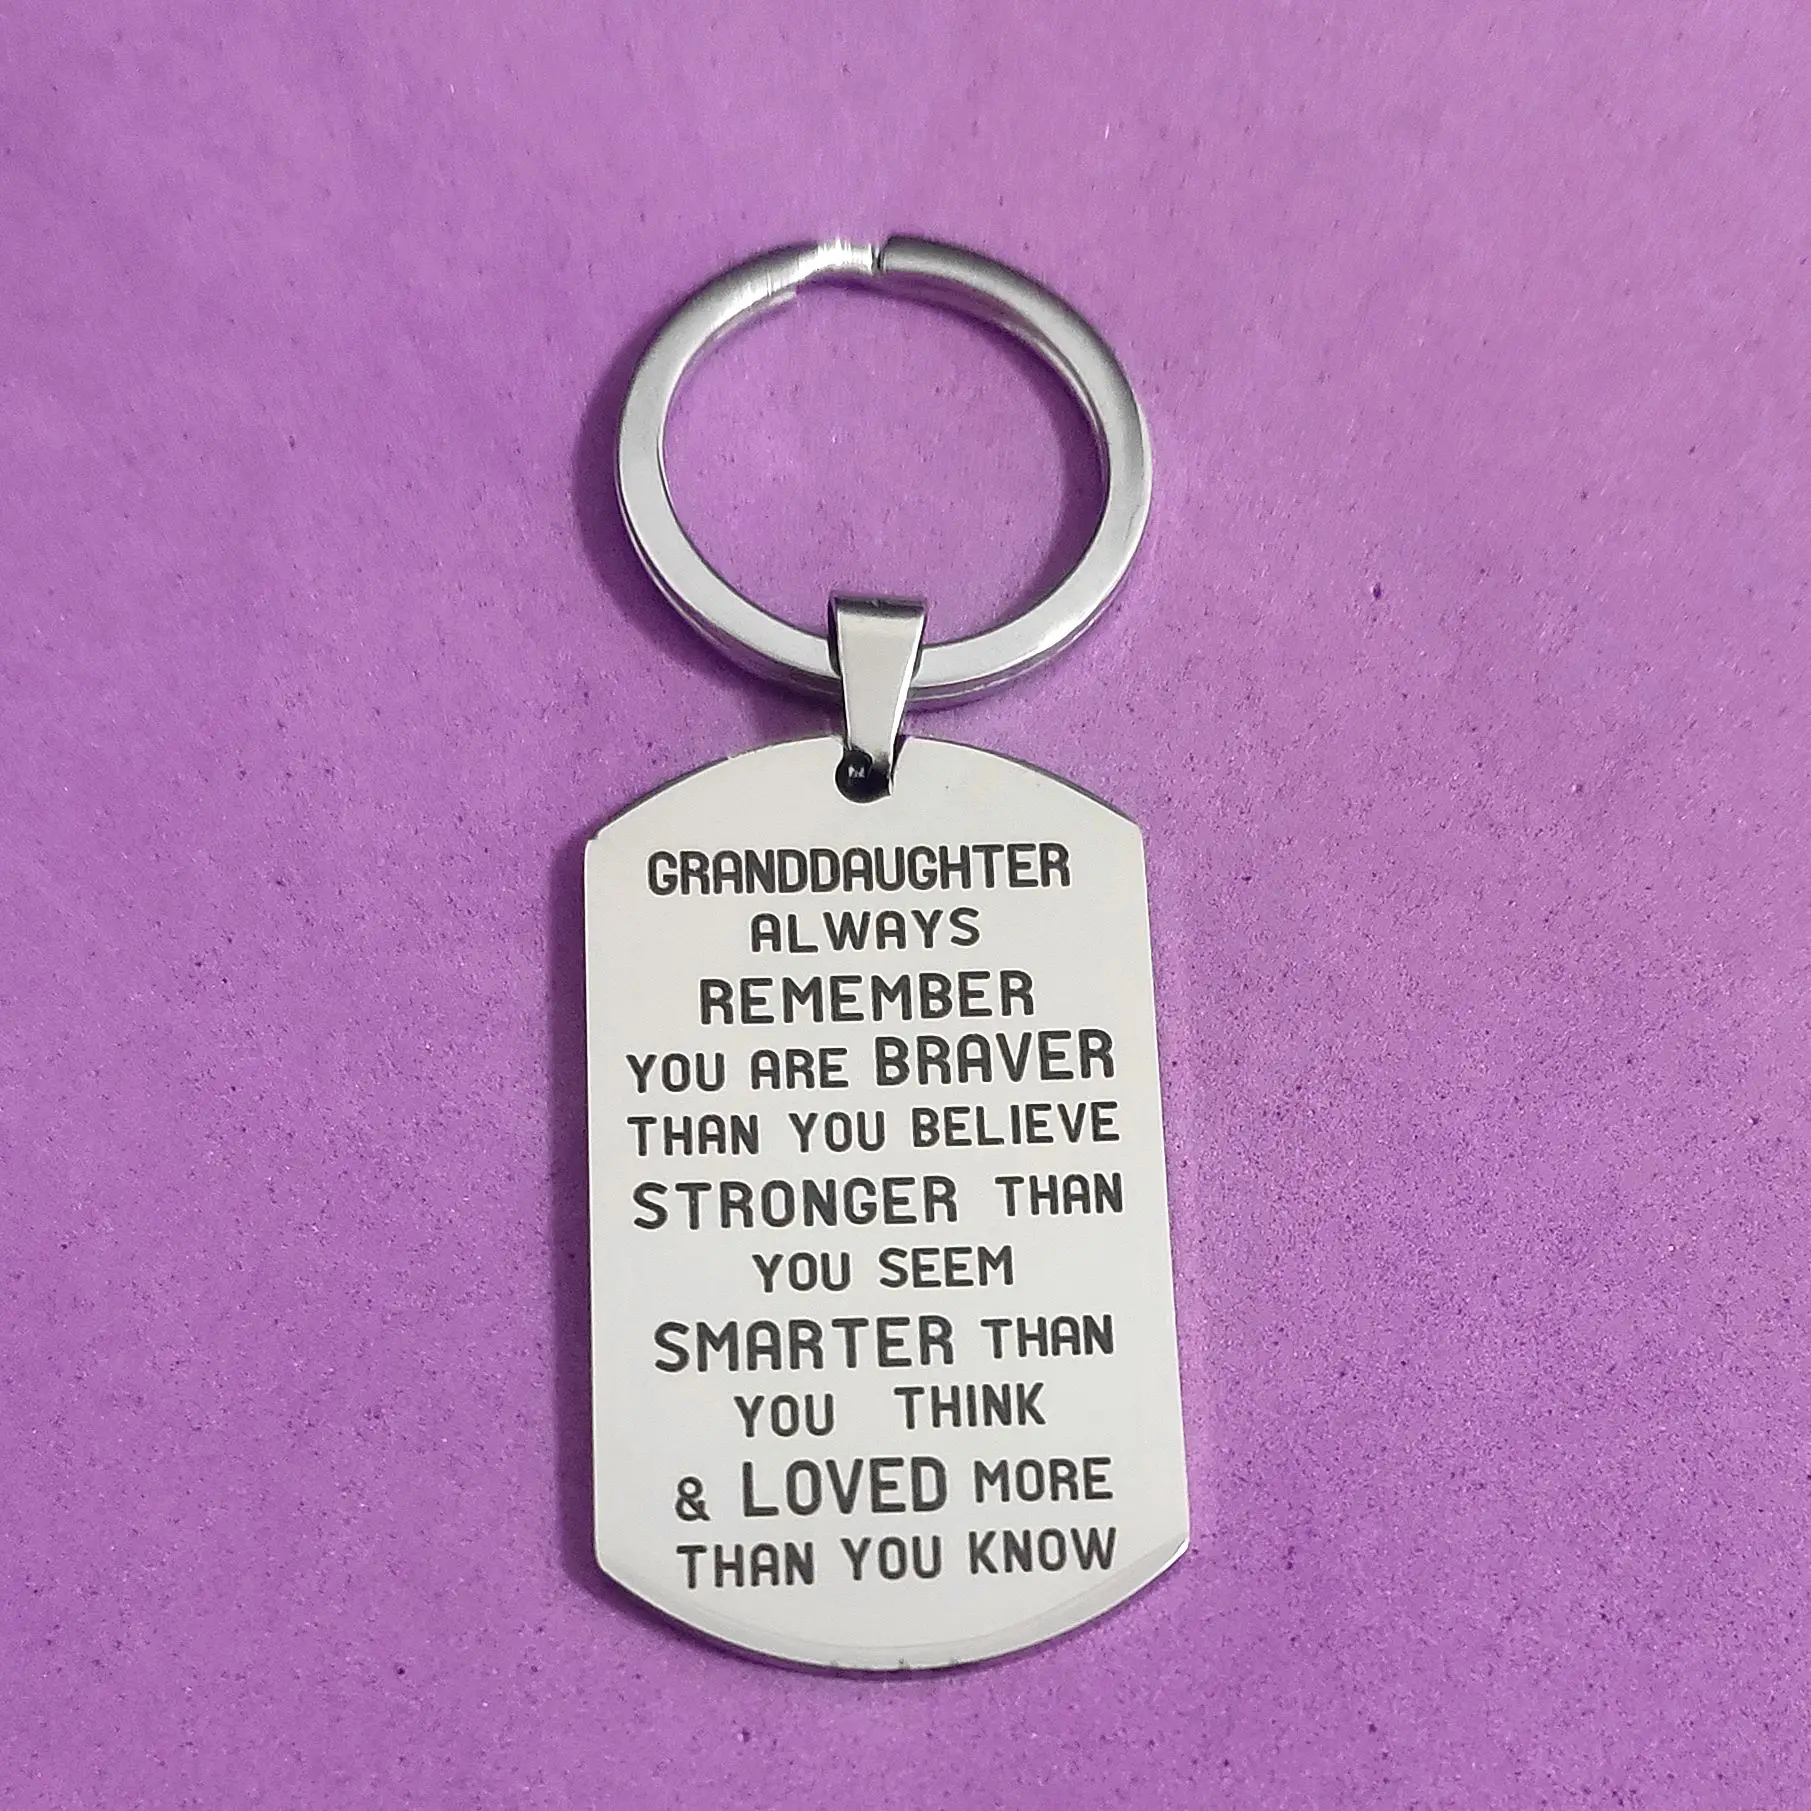 GRANDDAUGHTER
ALWAYS
REMEMBER
YOU ARE BRAVER
THAN YOU BELIEVE
STRONGER THAN
YOU SEEM
SMARTER THAN
YOU THINK
& LOVED MORE
THAN YOU KNOW